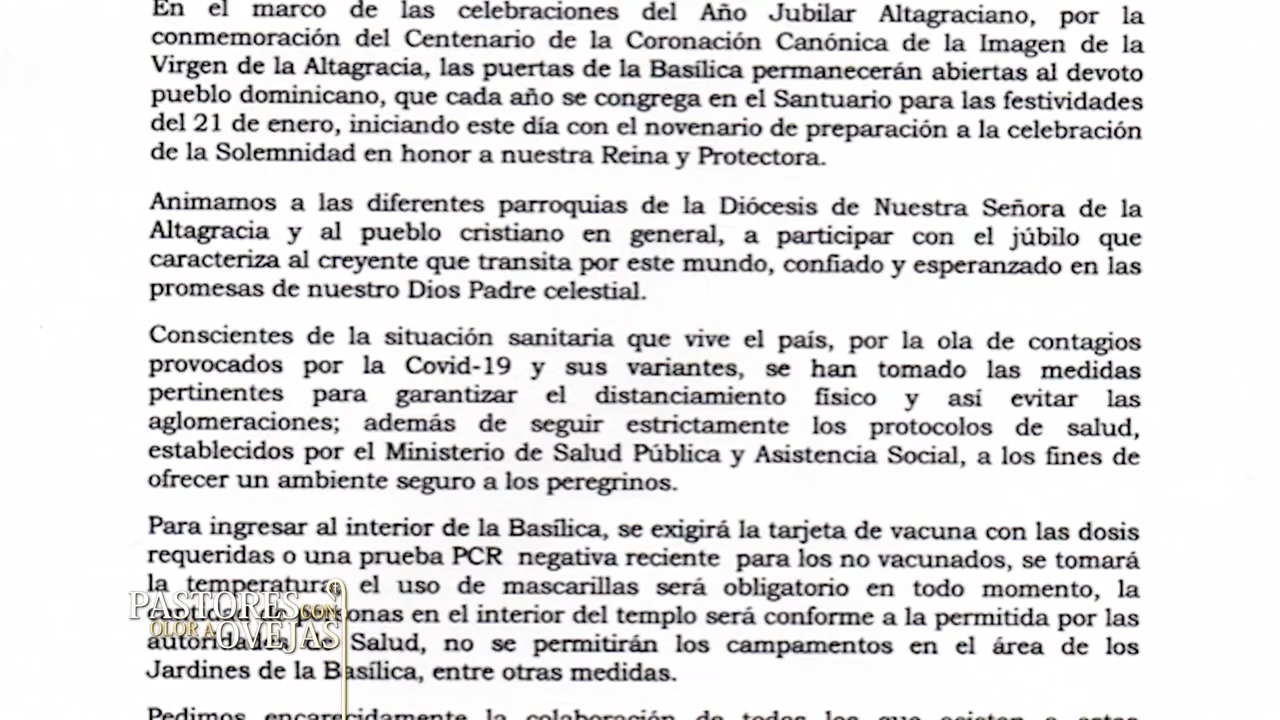 En el marco de las celebraciones del Año Jubilar Altagraciano, por la
conmemoración del Centenario de la Coronación Canónica de la Imagen de la
Virgen de la Altagracia, las puertas de la Basílica permanecerán abiertas al devoto
pueblo dominicano, que cada año se congrega en el Santuario para las festividades
del 21 de enero, iniciando este día con el novenario de preparación a la celebración
de la Solemnidad en honor a nuestra Reina y Protectora.
Animamos a las diferentes parroquias de la Diócesis de Nuestra Señora de la
Altagracia y al pueblo cristiano en general, a participar con el júbilo que
caracteriza al creyente que transita por este mundo, confiado y esperanzado en las
promesas de nuestro Dios Padre celestial.
Conscientes de la situación sanitaria que vive el país, por la ola de contagios
provocados por la Covid-19 y sus variantes, se han tomado las medidas
pertinentes para garantizar el distanciamiento físico y así evitar las
aglomeraciones; además de seguir estrictamente los protocolos de salud,
establecidos por el Ministerio de Salud Pública y Asistencia Social, a los fines de
ofrecer un ambiente seguro a los peregrinos.
Para ingresar al interior de la Basílica, se exigirá la tarjeta de vacuna con las dosis
requeridas o una prueba PCR negativa reciente para los no vacunados, se tomará
la temperatura, el uso de mascarillas será obligatorio en todo momento, la
personas en el interior del templo será conforme a la permitida por las
Salud, no se permitirán los campamentos en el área de los
Jardines de la Basílica, entre otras medidas.
Pedimos encarecidamente la colaboración de todos los que
PASTORES CON
OLOR A OVEJAS